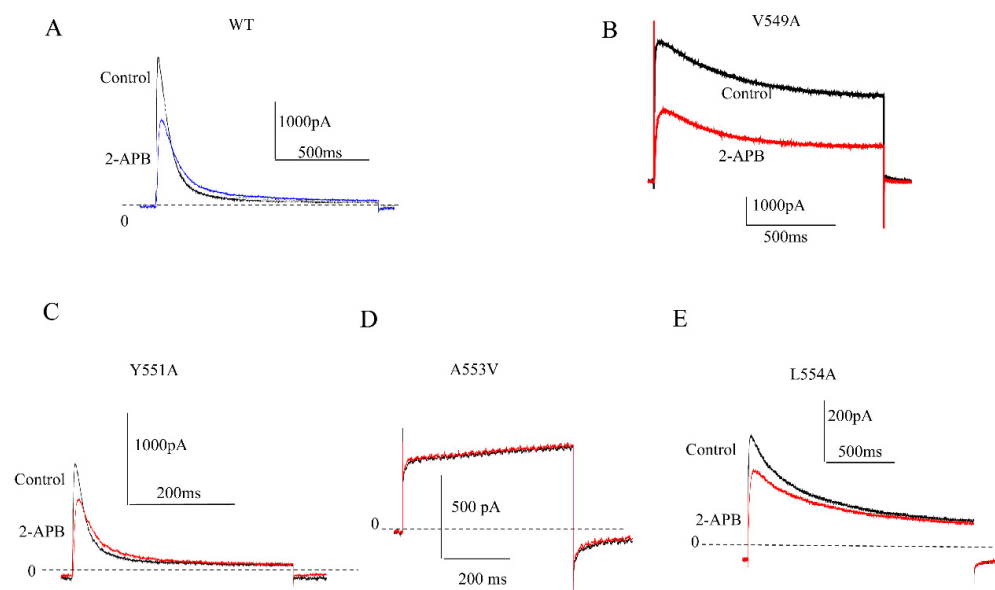 A
WT
Control
2-APB
1000pA
500ms
0
B
V549A
Control
2-APB
1000pA
500ms
C
Y551A
Control
2-APB
1000pA
200ms
0
D
A553V
0
500 pA
200 ms
E
L554A
Control
2-APB
200pA
500ms
0